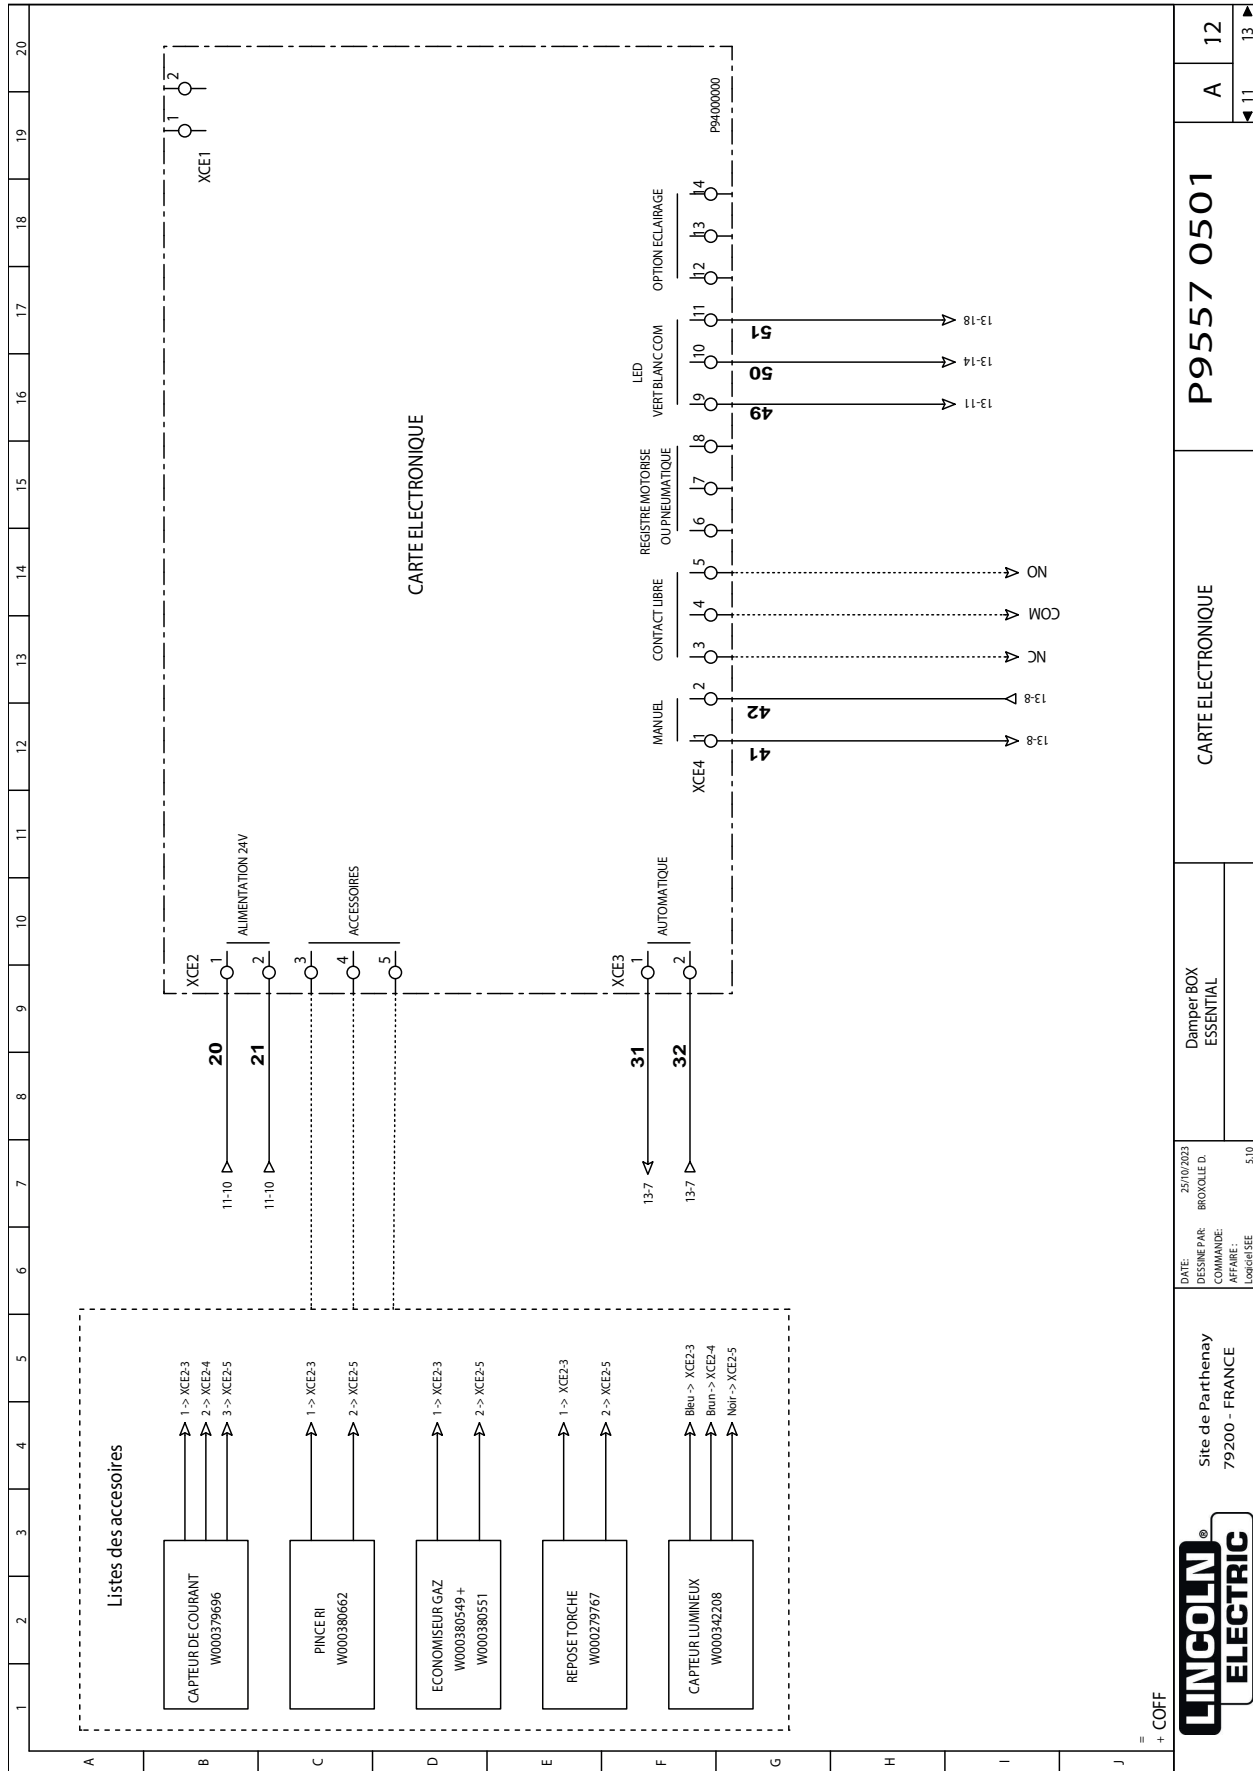 1 2 3 4 5 6 7 8 9 10 11 12 13 14 15 16 17 18 19 20
A
B
C
D
E
F
G
H
I
J
Listes des accesoires
CAPTEUR DE COURANT
W000379696
1 -> XCE2-3
2 -> XCE2-4
3 -> XCE2-5
PINCE RI
W000380662
1 -> XCE2-3
2 -> XCE2-5
ECONOMISEUR GAZ
W000380549 +
W000380551
1 -> XCE2-3
2 -> XCE2-5
REPOSE TORCHE
W000279767
1 -> XCE2-3
2 -> XCE2-5
CAPTEUR LUMINEUX
W000342208
Bleu -> XCE2-3
Brun -> XCE2-4
Noir -> XCE2-5
XCE2
11-10 20 1
11-10 21 2
ALIMENTATION 24V
3
4
5
ACCESSOIRES
XCE3
13-7 31 1
13-7 32 2
AUTOMATIQUE
CARTE ELECTRONIQUE
XCE1
1 2
P94000000
MANUEL
CONTACT LIBRE
REGISTRE MOTORISE
OU PNEUMATIQUE
LED
VERT BLANC COM
OPTION ECLAIRAGE
XCE4
1 2 3 4 5 6 7 8 9 10 11 12 13 14
41 42 49 50 51
13-8 13-8 NC COM NO 13-11 13-14 13-18
=
+ COFF
LINCOLN ®
ELECTRIC
Site de Parthenay
79200 - FRANCE
DATE: 25/10/2023
DESSINE PAR: BROXOLLE D.
COMMANDE:
AFFAIRE :
Logiciel SEE 5.10
Damper BOX
ESSENTIAL
CARTE ELECTRONIQUE
P9557 0501
A 12
◀ 11 13 ▶